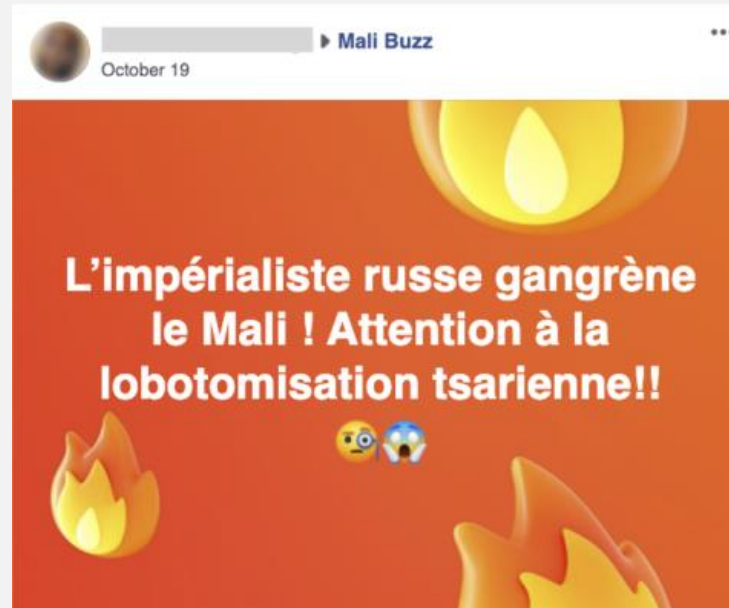 Mali Buzz
October 19
L’impérialiste russe gangrène
le Mali ! Attention à la
lobotomisation tsarienne!!